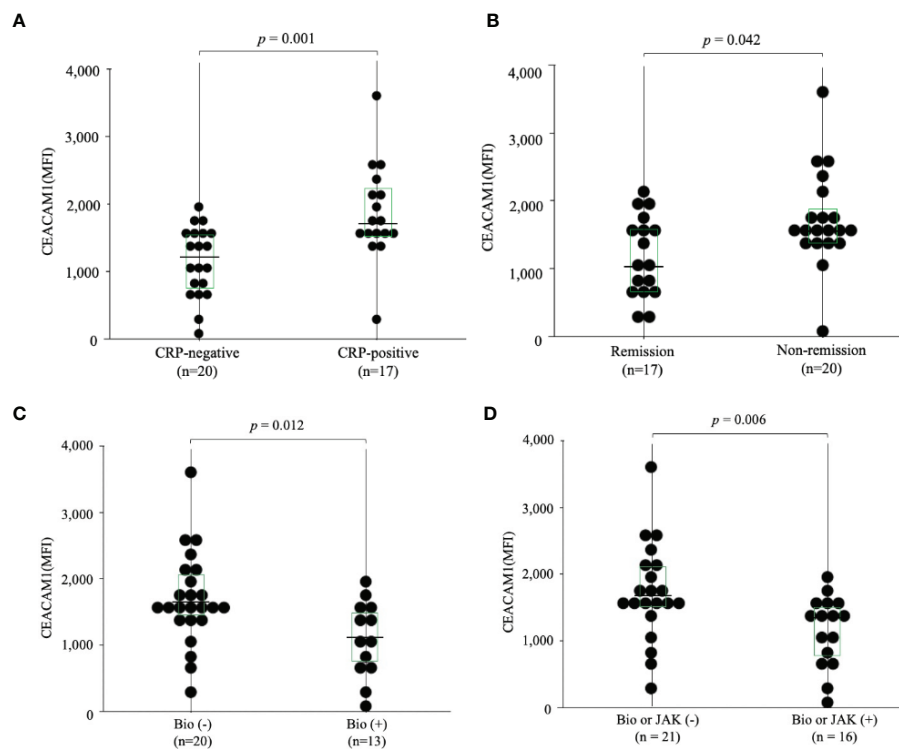 A
p = 0.001
CEACAM1(MFI)
4,000
3,000
2,000
1,000
0
CRP-negative
(n=20)
CRP-positive
(n=17)
B
p = 0.042
CEACAM1(MFI)
4,000
3,000
2,000
1,000
0
Remission
(n=17)
Non-remission
(n=20)
C
p = 0.012
CEACAM1(MFI)
4,000
3,000
2,000
1,000
0
Bio (-)
(n=20)
Bio (+)
(n=13)
D
p = 0.006
CEACAM1(MFI)
4,000
3,000
2,000
1,000
0
Bio or JAK (-)
(n = 21)
Bio or JAK (+)
(n = 16)